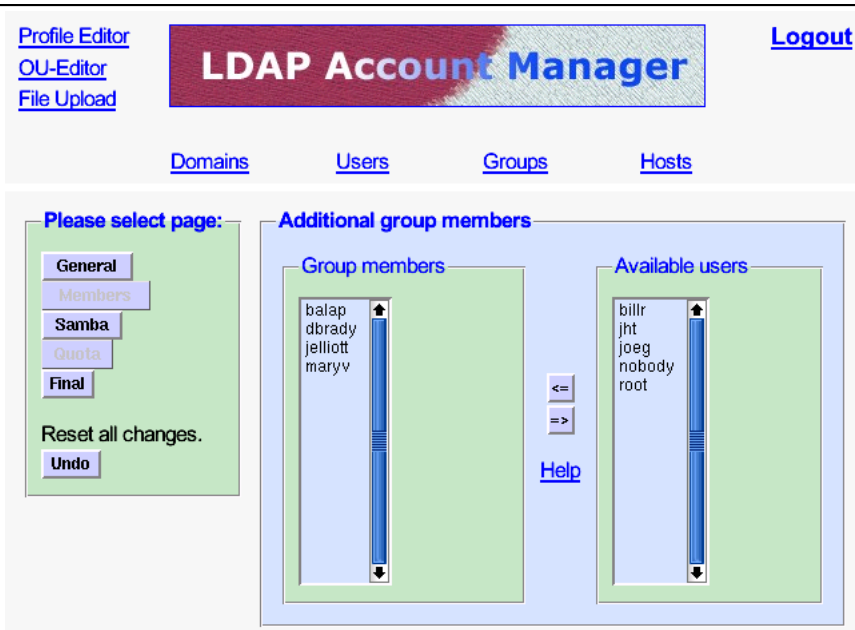 Profile Editor
OU-Editor
File Upload
LDAP Account Manager
Logout
Domains Users Groups Hosts
Please select page:
General
Members
Samba
Quota
Final
Reset all changes.
Undo
Additional group members
Group members
balap
dbrady
jelliott
maryv
<=
=>
Help
Available users
billr
jht
joeg
nobody
root